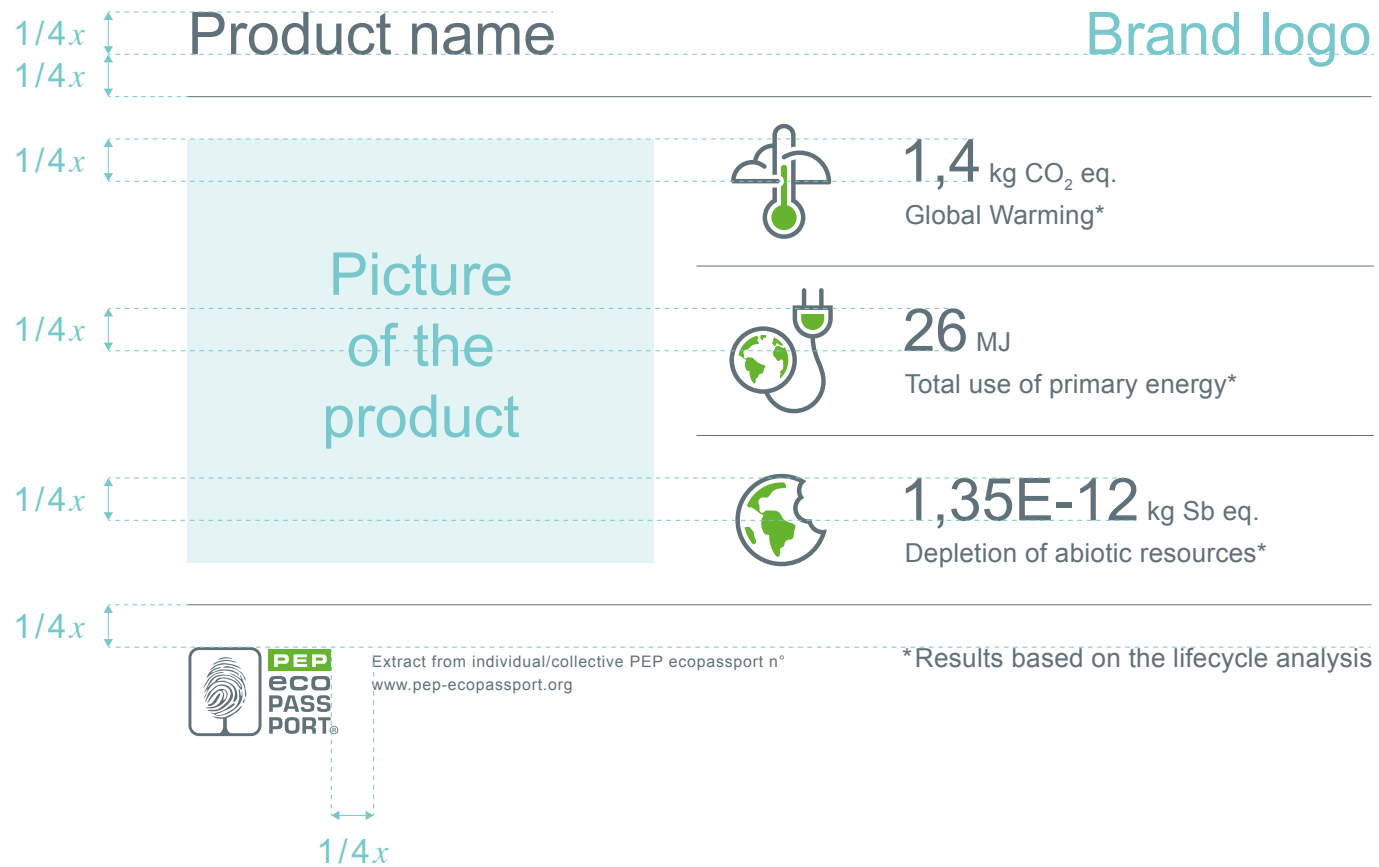 1/4x
Product name
Brand logo
1/4x
1/4x
1,4 kg CO₂ eq.
Global Warming*
Picture
of the
product
1/4x
26 MJ
Total use of primary energy*
1/4x
1,35E-12 kg Sb eq.
Depletion of abiotic resources*
1/4x
PEP
eco
PASS
PORT®
Extract from individual/collective PEP ecopassport n°
www.pep-ecopassport.org
*Results based on the lifecycle analysis
1/4x